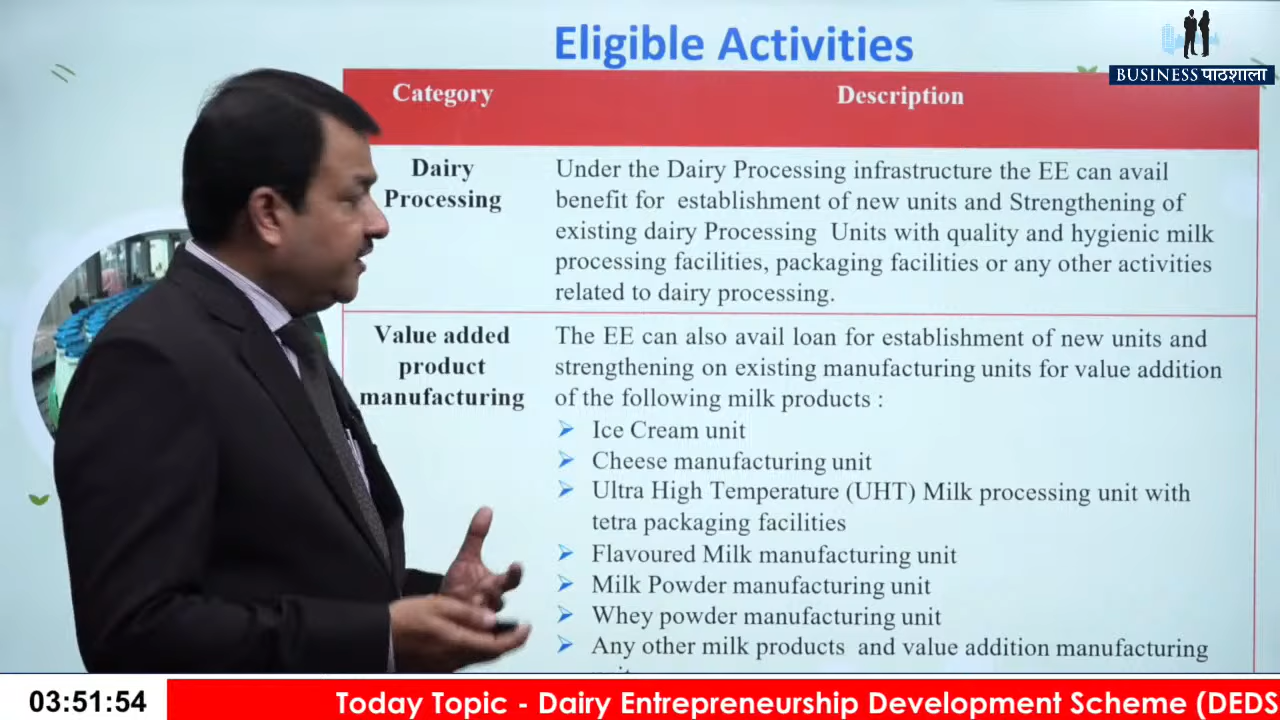 Eligible Activities
BUSINESS पाठशाला
Category
Description
Dairy
Processing
Under the Dairy Processing infrastructure the EE can avail
benefit for establishment of new units and Strengthening of
existing dairy Processing Units with quality and hygienic milk
processing facilities, packaging facilities or any other activities
related to dairy processing.
Value added
product
manufacturing
The EE can also avail loan for establishment of new units and
strengthening on existing manufacturing units for value addition
of the following milk products :
➢ Ice Cream unit
➢ Cheese manufacturing unit
➢ Ultra High Temperature (UHT) Milk processing unit with
tetra packaging facilities
➢ Flavoured Milk manufacturing unit
➢ Milk Powder manufacturing unit
➢ Whey powder manufacturing unit
➢ Any other milk products and value addition manufacturing
03:51:54
Today Topic - Dairy Entrepreneurship Development Scheme (DEDS